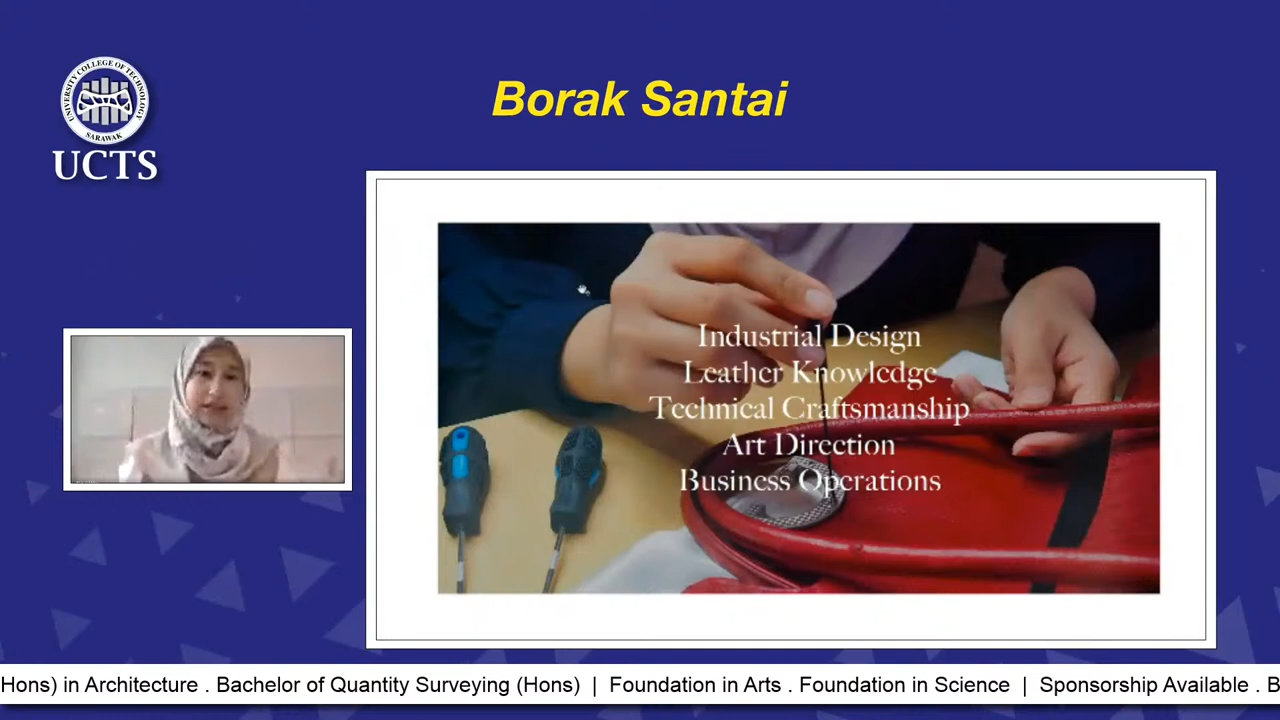 UNIVERSITY COLLEGE OF TECHNOLOGY
SARAWAK
UCTS
Borak Santai
Industrial Design
Leather Knowledge
Technical Craftsmanship
Art Direction
Business Operations
Hons) in Architecture . Bachelor of Quantity Surveying (Hons) | Foundation in Arts . Foundation in Science | Sponsorship Available . B